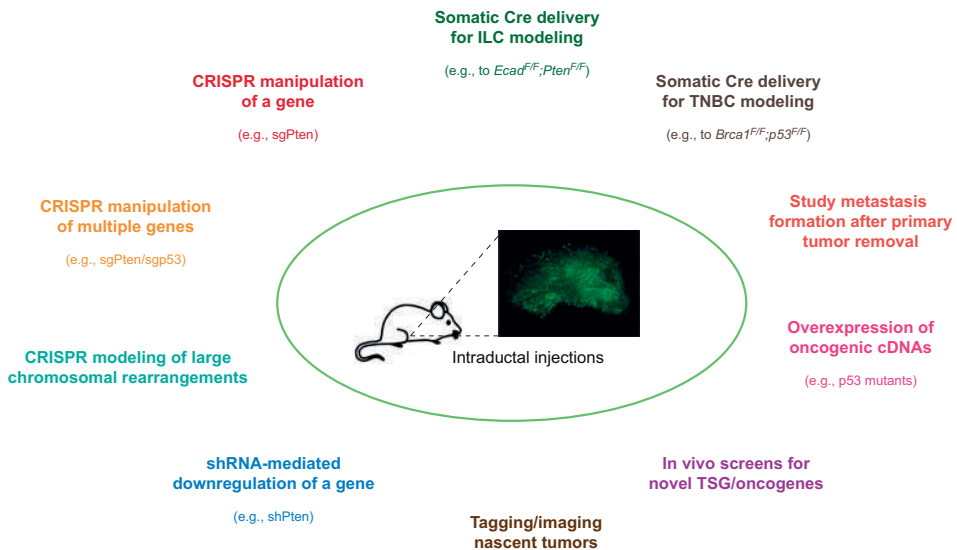 Somatic Cre delivery
for ILC modeling
(e.g., to Ecad^F/F;Pten^F/F)
CRISPR manipulation
of a gene
(e.g., sgPten)
Somatic Cre delivery
for TNBC modeling
(e.g., to Brca1^F/F;p53^F/F)
CRISPR manipulation
of multiple genes
(e.g., sgPten/sgp53)
Study metastasis
formation after primary
tumor removal
Intraductal injections
CRISPR modeling of large
chromosomal rearrangements
Overexpression of
oncogenic cDNAs
(e.g., p53 mutants)
shRNA-mediated
downregulation of a gene
(e.g., shPten)
In vivo screens for
novel TSG/oncogenes
Tagging/imaging
nascent tumors